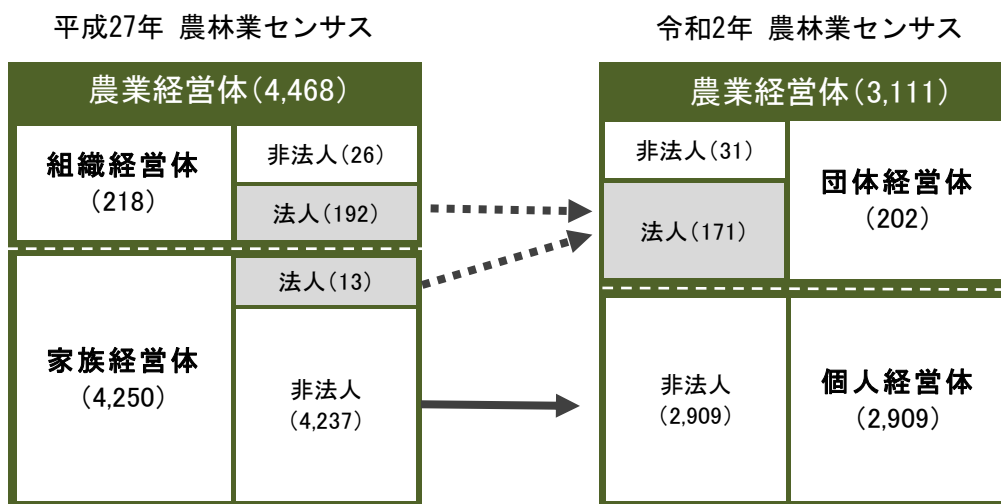 平成27年 農林業センサス
農業経営体(4,468)
組織経営体
(218)
非法人(26)
法人(192)
家族経営体
(4,250)
法人(13)
非法人
(4,237)
令和2年 農林業センサス
農業経営体(3,111)
非法人(31)
法人(171)
団体経営体
(202)
非法人
(2,909)
個人経営体
(2,909)